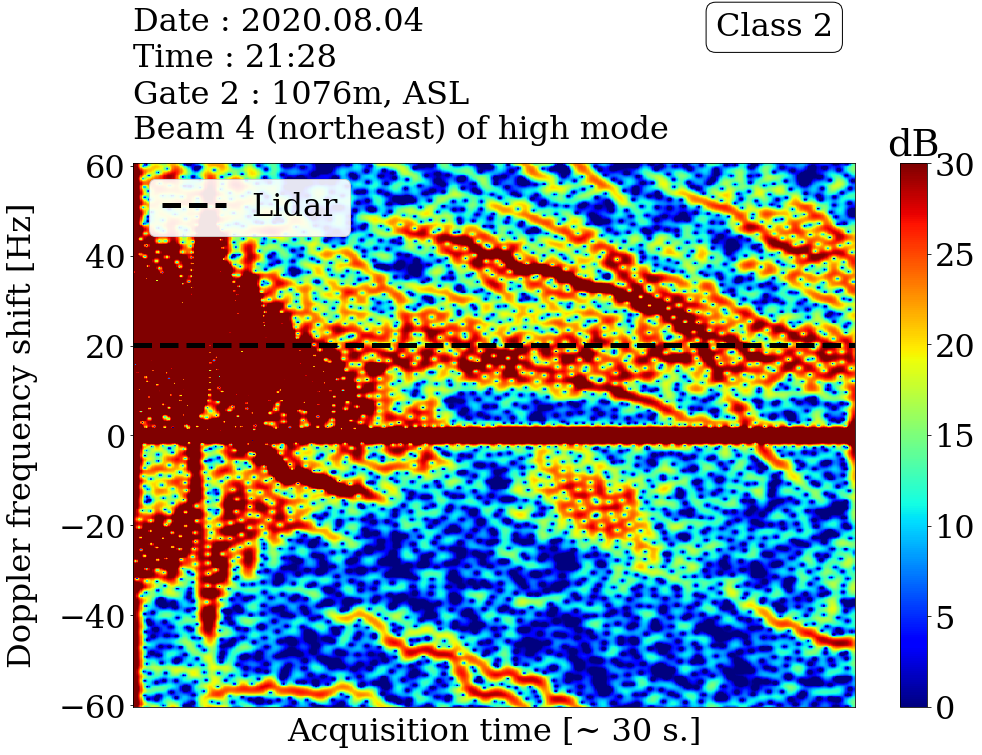 Date : 2020.08.04
Time : 21:28
Gate 2 : 1076m, ASL
Beam 4 (northeast) of high mode
Class 2
dB
Lidar
Doppler frequency shift [Hz]
60
40
20
0
−20
−40
−60
30
25
20
15
10
5
0
Acquisition time [~ 30 s.]